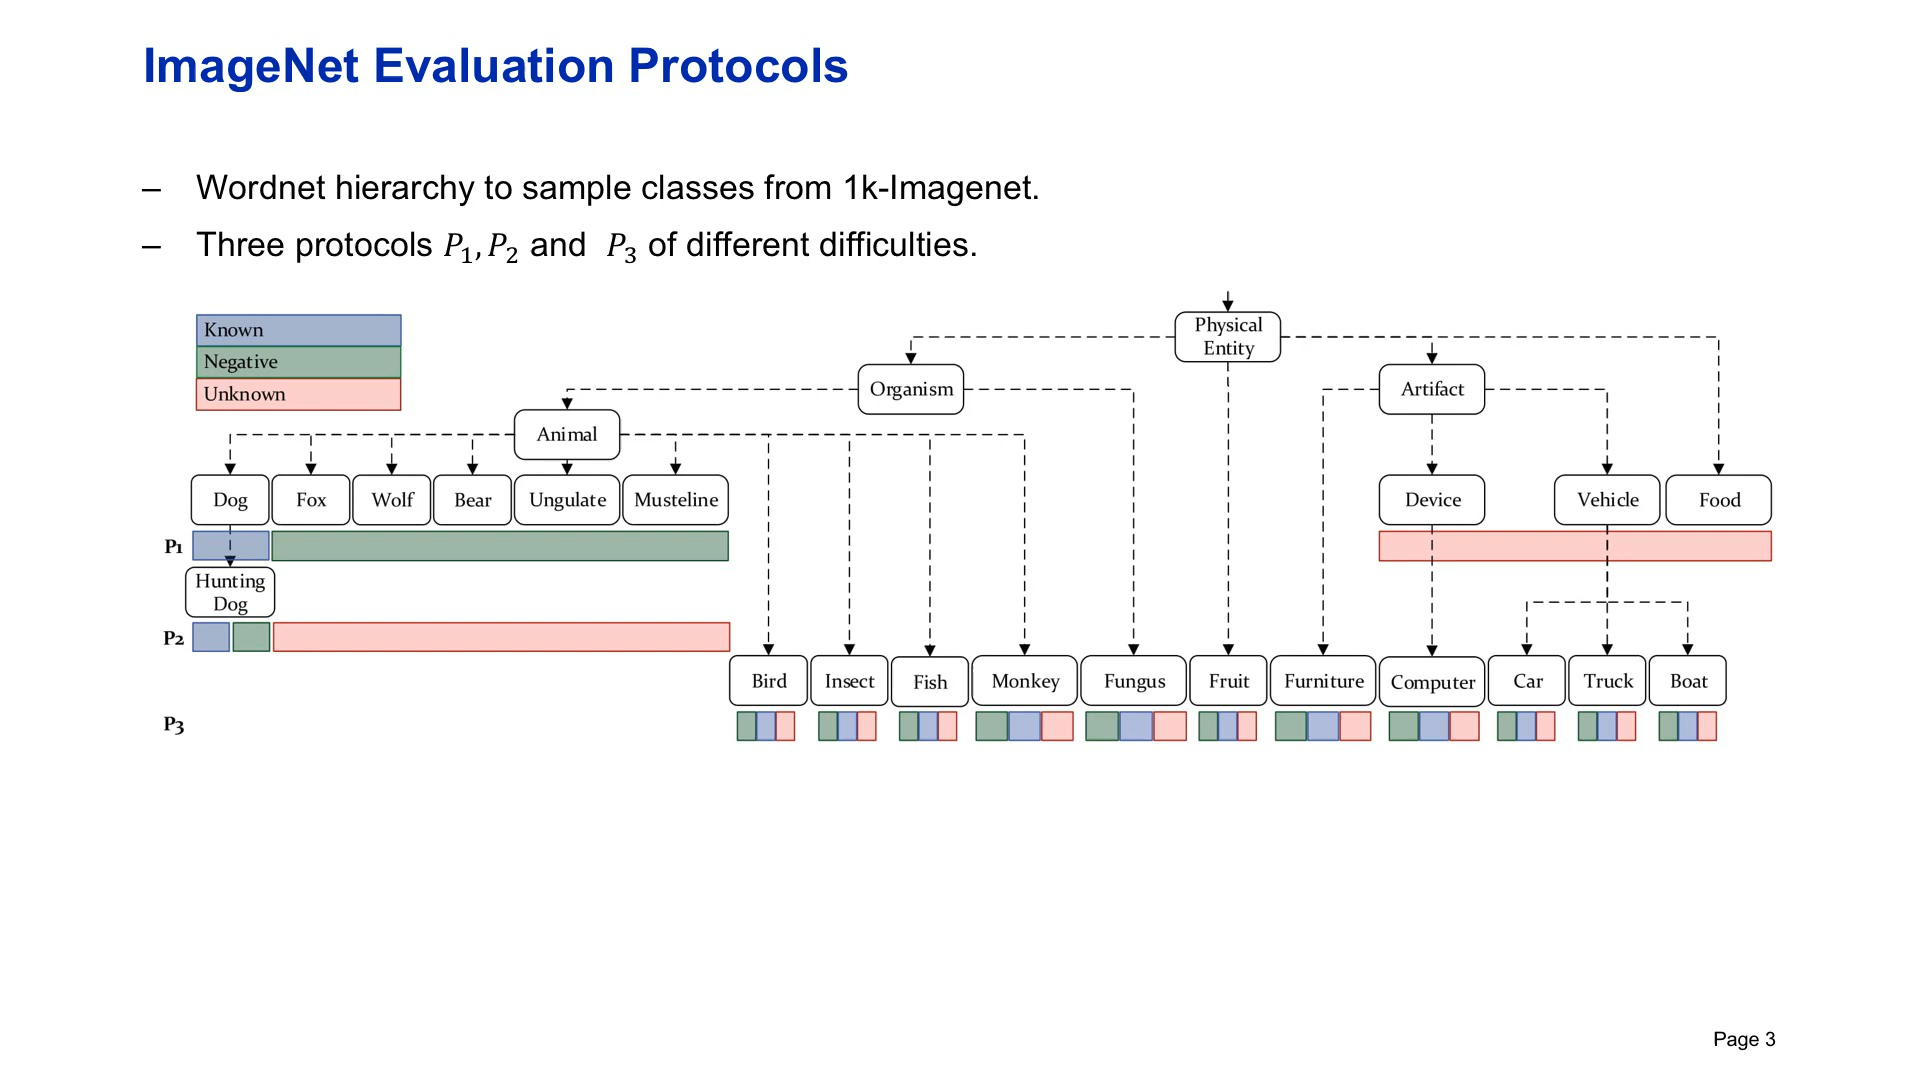 ImageNet Evaluation Protocols
– Wordnet hierarchy to sample classes from 1k-Imagenet.
– Three protocols P₁, P₂ and P₃ of different difficulties.
Known
Negative
Unknown
Physical
Entity
Organism
Artifact
Animal
Dog
Fox
Wolf
Bear
Ungulate
Musteline
Device
Vehicle
Food
P1
Hunting
Dog
P2
Bird
Insect
Fish
Monkey
Fungus
Fruit
Furniture
Computer
Car
Truck
Boat
P3
Page 3